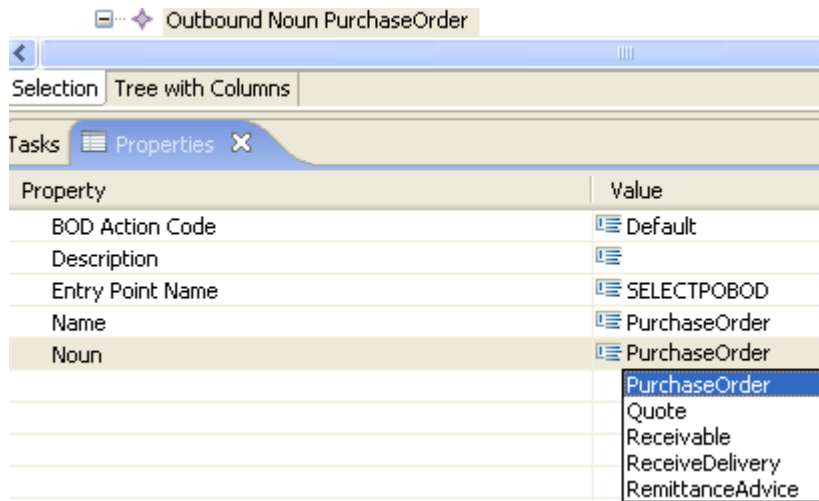 Outbound Noun PurchaseOrder
Selection Tree with Columns
Tasks Properties
Property Value
BOD Action Code Default
Description
Entry Point Name SELECTPOBOD
Name PurchaseOrder
Noun PurchaseOrder
PurchaseOrder
Quote
Receivable
ReceiveDelivery
RemittanceAdvice